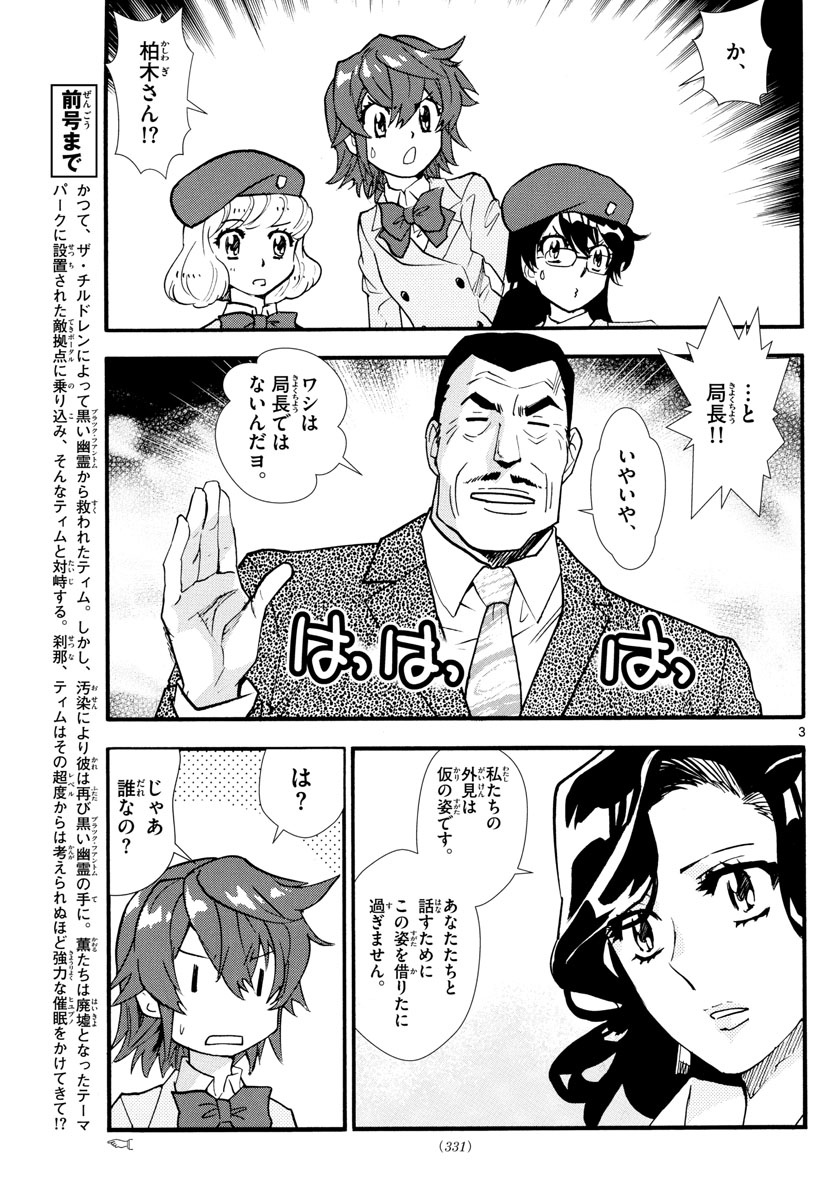 か、
柏木さん!?
…と
局長!!
いやいや、
ワシは
局長では
ないんだヨ。
はっはっはっ
3
私たちの
外見は
仮の姿です。
あなたたちと
話すために
この姿を借りたに
過ぎません。
は?
じゃあ
誰なの?
前号まで
かつて、ザ・チルドレンによって黒い幽霊から救われたティム。しかし、汚染により彼は再び黒い幽霊の手に。薫たちは廃墟となったテーマ
パークに設置された敵拠点に乗り込み、そんなティムと対峙する。刹那、ティムはその超度からは考えられぬほど強力な催眠をかけてきて!?
(331)